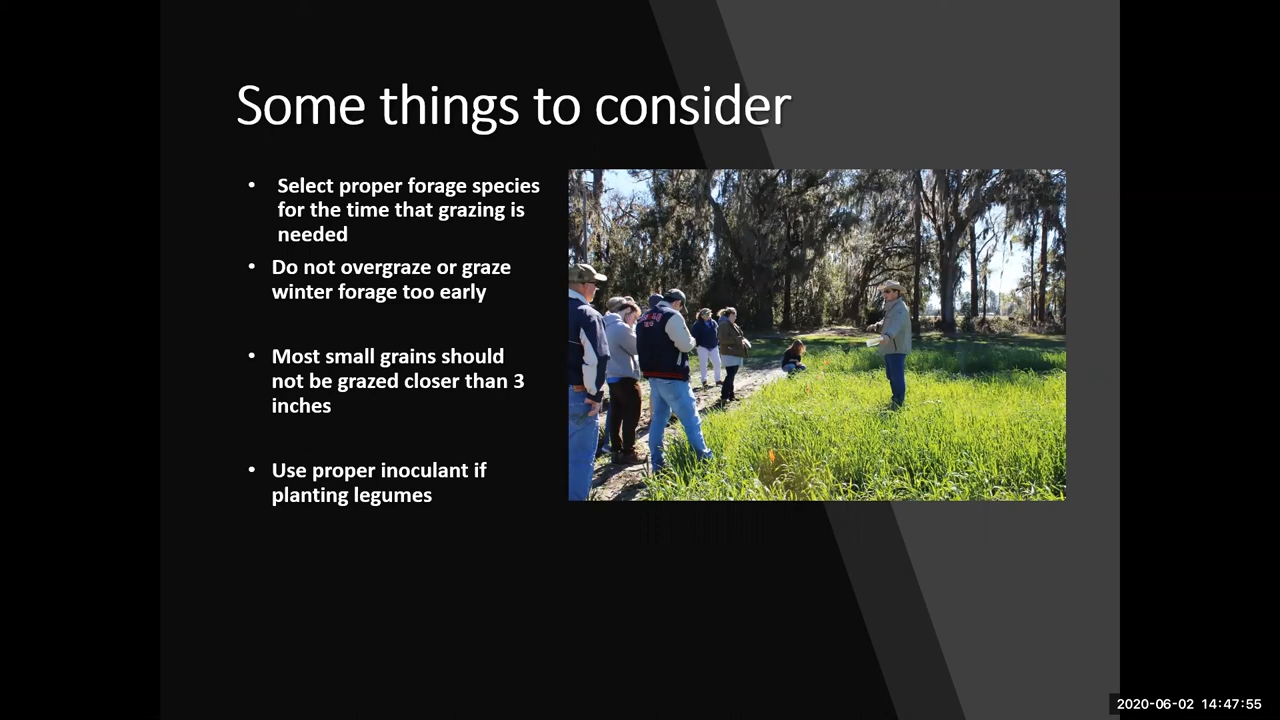 Some things to consider
• Select proper forage species
for the time that grazing is
needed
• Do not overgraze or graze
winter forage too early
• Most small grains should
not be grazed closer than 3
inches
• Use proper inoculant if
planting legumes
2020-06-02 14:47:55